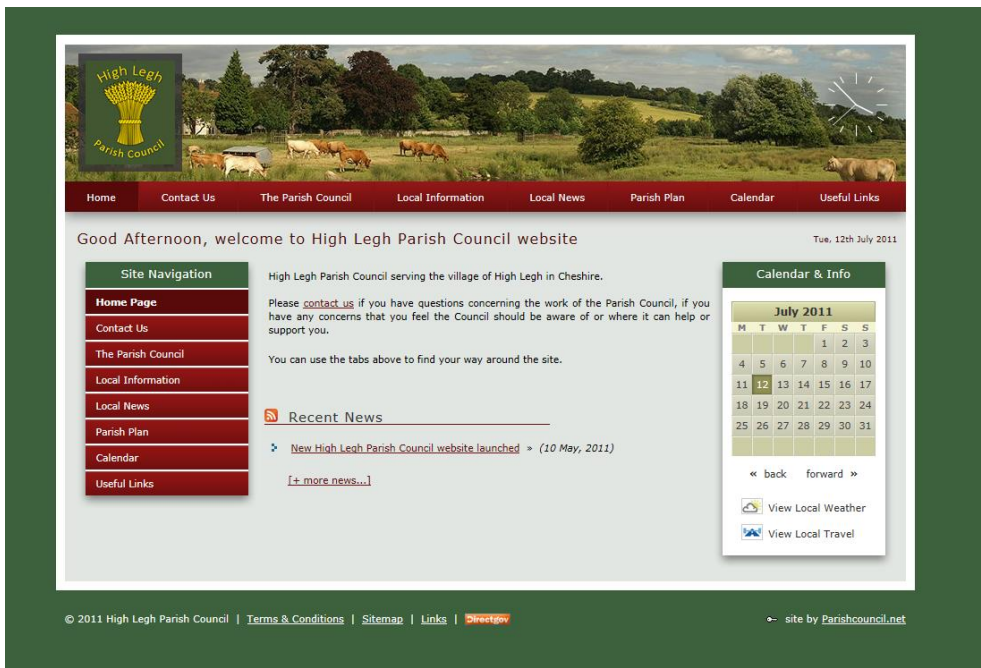 High Legh
Parish Council
Home Contact Us The Parish Council Local Information Local News Parish Plan Calendar Useful Links
Good Afternoon, welcome to High Legh Parish Council website
Tue, 12th July 2011
Site Navigation
Home Page
Contact Us
The Parish Council
Local Information
Local News
Parish Plan
Calendar
Useful Links
High Legh Parish Council serving the village of High Legh in Cheshire.
Please contact us if you have questions concerning the work of the Parish Council, if you
have any concerns that you feel the Council should be aware of or where it can help or
support you.
You can use the tabs above to find your way around the site.
Recent News
New High Legh Parish Council website launched » (10 May, 2011)
[+ more news...]
Calendar & Info
July 2011
M T W T F S S
1 2 3
4 5 6 7 8 9 10
11 12 13 14 15 16 17
18 19 20 21 22 23 24
25 26 27 28 29 30 31
« back forward »
View Local Weather
View Local Travel
© 2011 High Legh Parish Council | Terms & Conditions | Sitemap | Links | Directgov
site by Parishcouncil.net